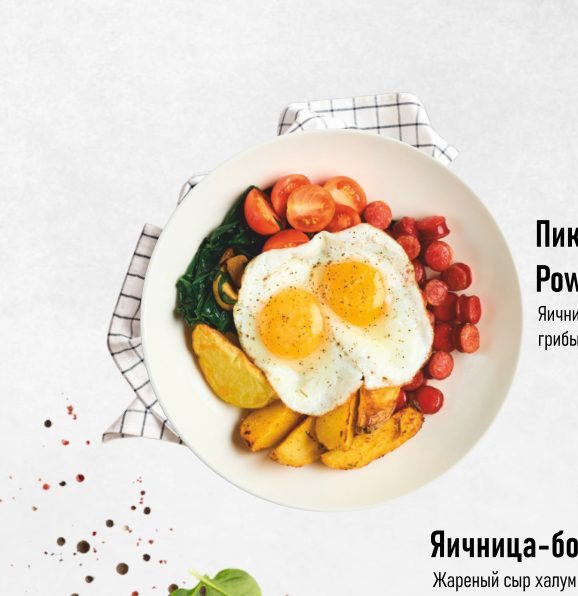 Пик
Pow
Яични
грибы
Яичница-бо
Жареный сыр халум